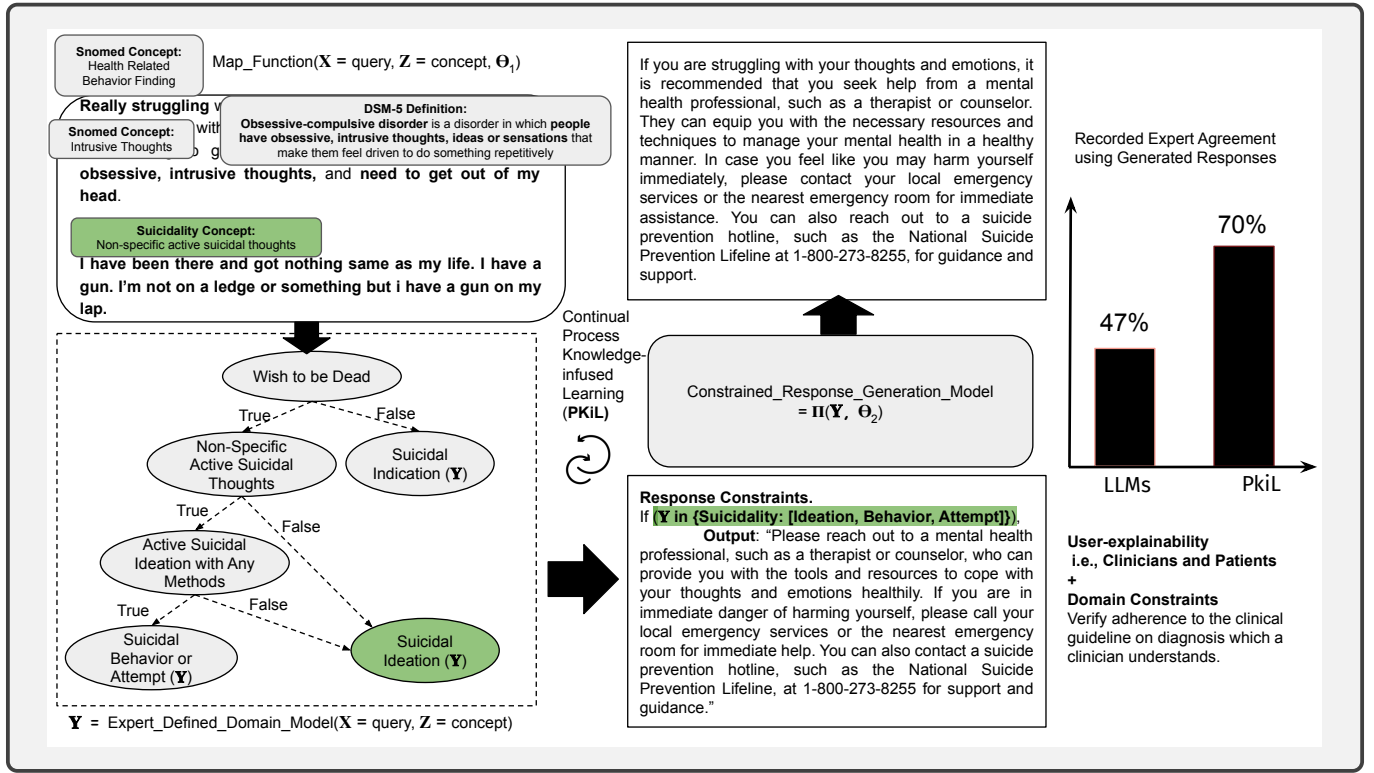 Snomed Concept:
Health Related
Behavior Finding
Map_Function(X = query, Z = concept, Θ1)
Really struggling
DSM-5 Definition:
Obsessive-compulsive disorder is a disorder in which people
have obsessive, intrusive thoughts, ideas or sensations that
make them feel driven to do something repetitively
Snomed Concept:
Intrusive Thoughts
obsessive, intrusive thoughts, and need to get out of my
head.
Suicidality Concept:
Non-specific active suicidal thoughts
I have been there and got nothing same as my life. I have a
gun. I'm not on a ledge or something but i have a gun on my
lap.
Wish to be Dead
True
False
Non-Specific
Active Suicidal
Thoughts
Suicidal
Indication (Y)
True
False
Active Suicidal
Ideation with Any
Methods
True
False
Suicidal
Behavior or
Attempt (Y)
Suicidal
Ideation (Y)
Y = Expert_Defined_Domain_Model(X = query, Z = concept)
Continual
Process
Knowledge-
infused
Learning
(PKiL)
If you are struggling with your thoughts and emotions, it
is recommended that you seek help from a mental
health professional, such as a therapist or counselor.
They can equip you with the necessary resources and
techniques to manage your mental health in a healthy
manner. In case you feel like you may harm yourself
immediately, please contact your local emergency
services or the nearest emergency room for immediate
assistance. You can also reach out to a suicide
prevention hotline, such as the National Suicide
Prevention Lifeline at 1-800-273-8255, for guidance and
support.
Constrained_Response_Generation_Model
= Π(Y, Θ2)
Response Constraints.
If (Y in {Suicidality: [Ideation, Behavior, Attempt]}),
Output: “Please reach out to a mental health
professional, such as a therapist or counselor, who can
provide you with the tools and resources to cope with
your thoughts and emotions healthily. If you are in
immediate danger of harming yourself, please call your
local emergency services or the nearest emergency
room for immediate help. You can also contact a suicide
prevention hotline, such as the National Suicide
Prevention Lifeline, at 1-800-273-8255 for support and
guidance.”
Recorded Expert Agreement
using Generated Responses
70%
47%
LLMs
PkiL
User-explainability
i.e., Clinicians and Patients
+
Domain Constraints
Verify adherence to the clinical
guideline on diagnosis which a
clinician understands.